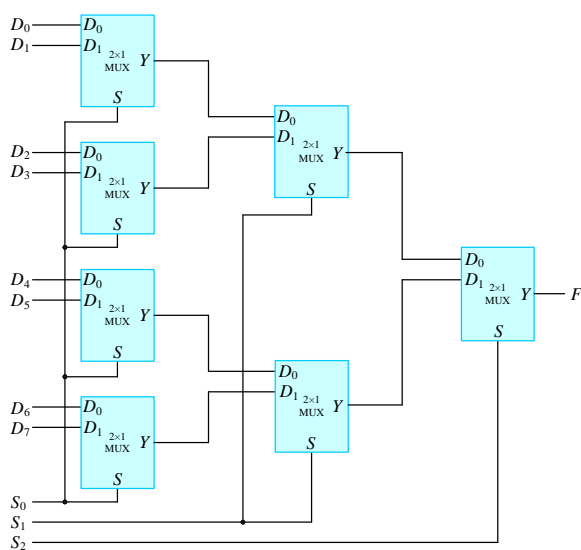 D₀ D₀
D₁ D₁ 2×1 MUX Y
S
D₂ D₀
D₃ D₁ 2×1 MUX Y
S
D₀
D₁ 2×1 MUX Y
S
D₄ D₀
D₅ D₁ 2×1 MUX Y
S
D₀
D₁ 2×1 MUX Y F
S
D₆ D₀
D₇ D₁ 2×1 MUX Y
S
D₀
D₁ 2×1 MUX Y
S
S₀
S₁
S₂